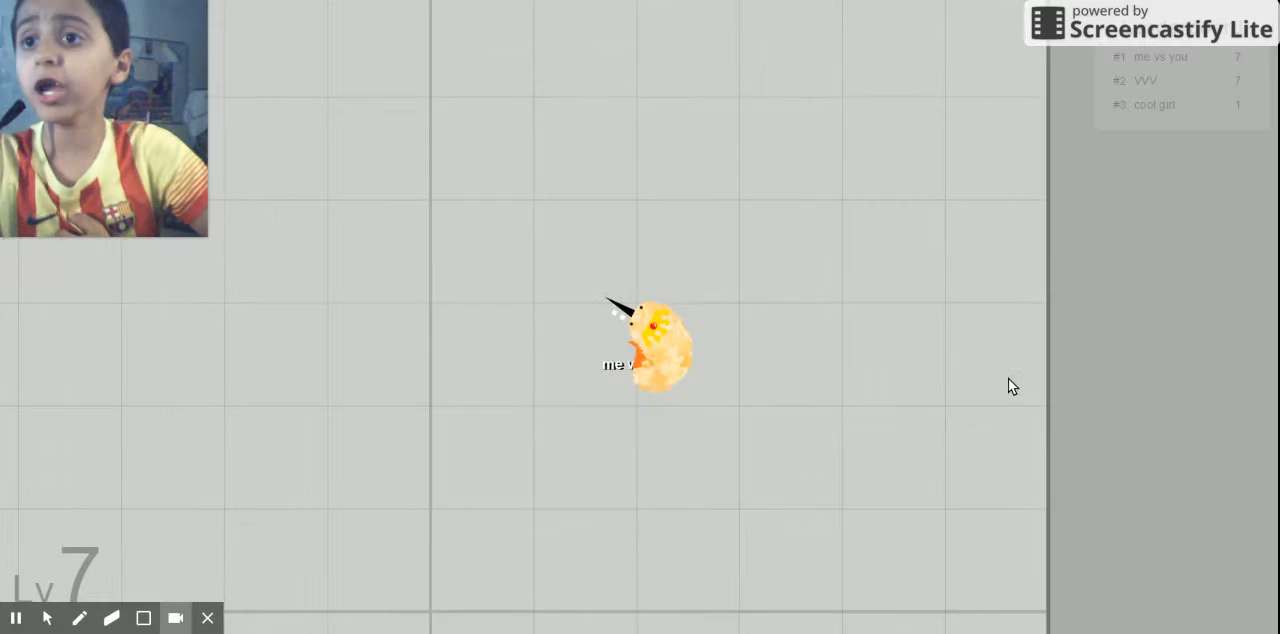 powered by
Screencastify Lite
#1 me vs you 7
#2 VVV 7
#3 cool girl 1
me v
Lv 7